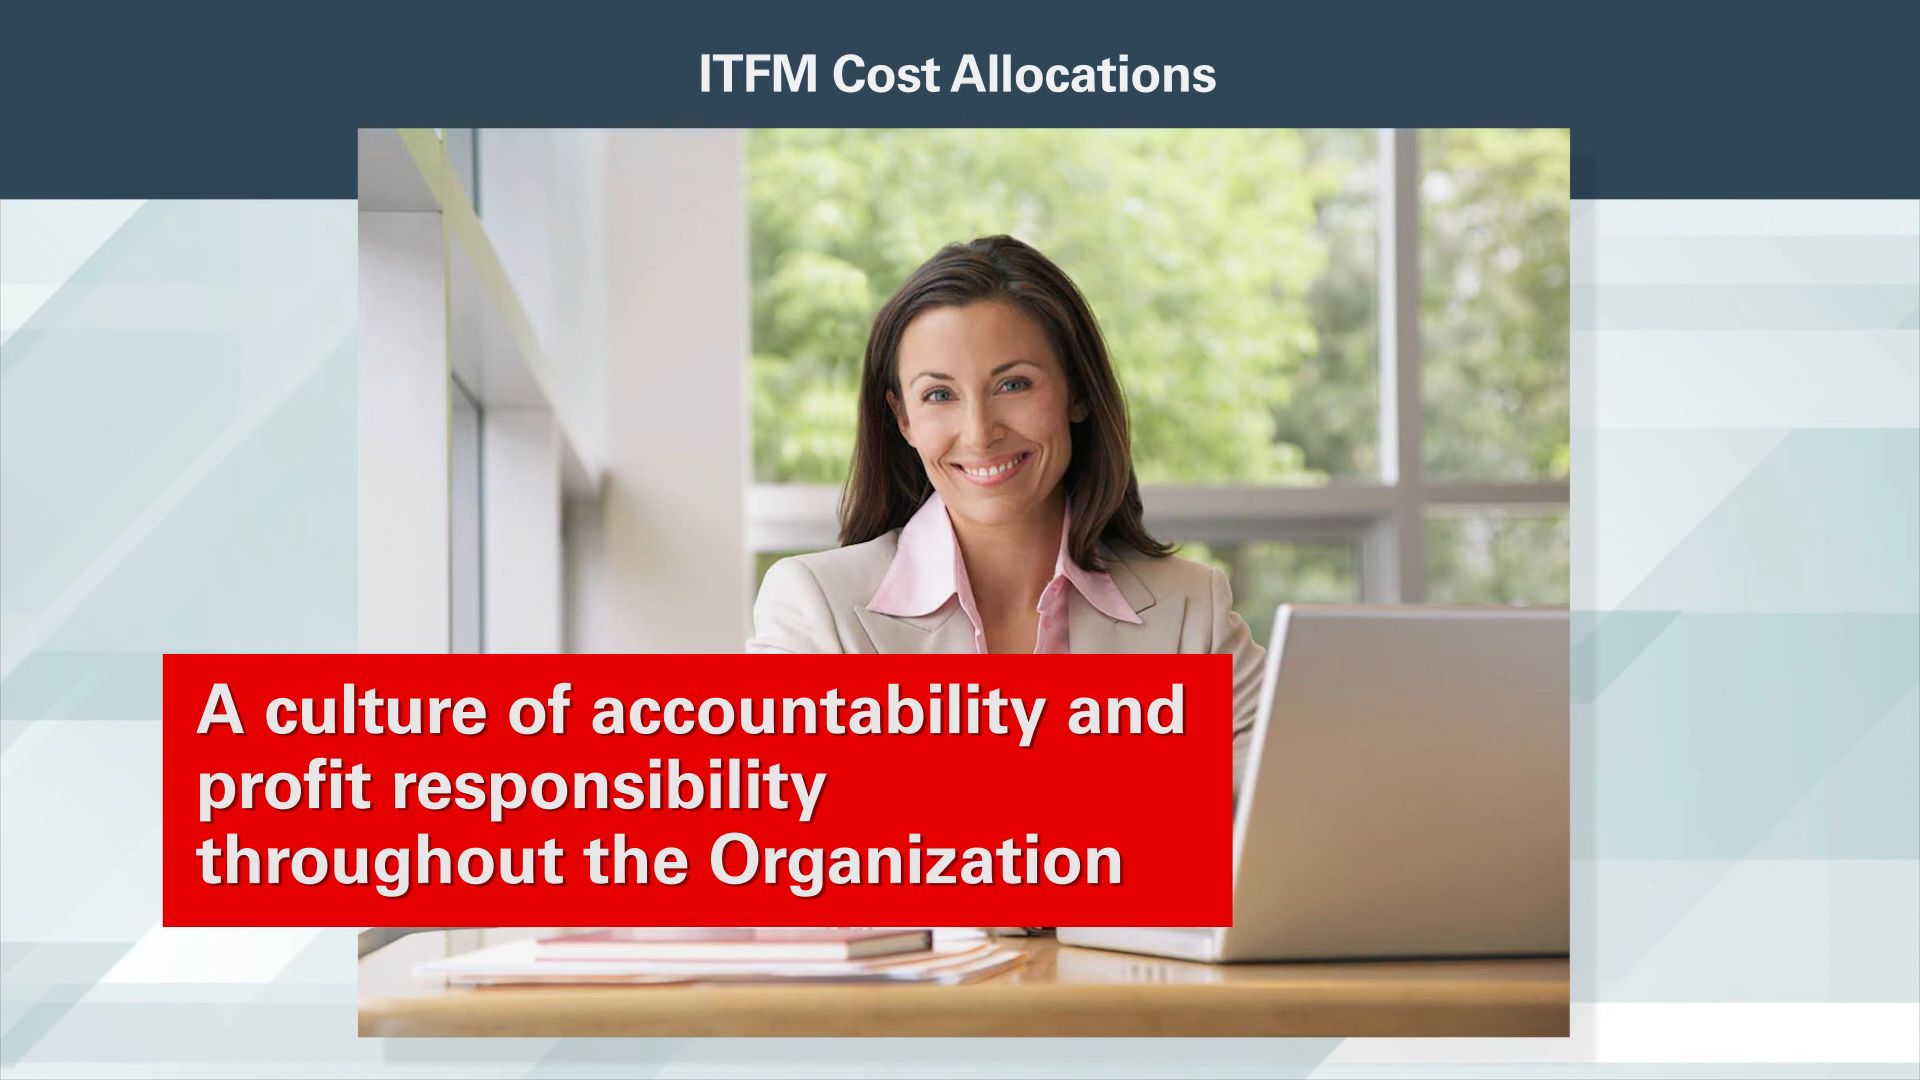 ITFM Cost Allocations
A culture of accountability and
profit responsibility
throughout the Organization